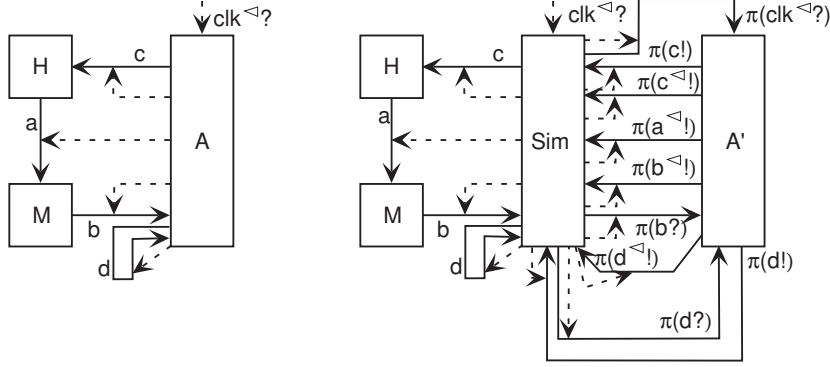 clk⊲?
clk⊲?
π(clk⊲?)
H
c
A
H
c
Sim
π(c!)
A'
π(c⊲!)
a
a
π(a⊲!)
π(b⊲!)
M
b
M
b
π(b?)
d
d
π(d⊲!)
π(d!)
π(d?)